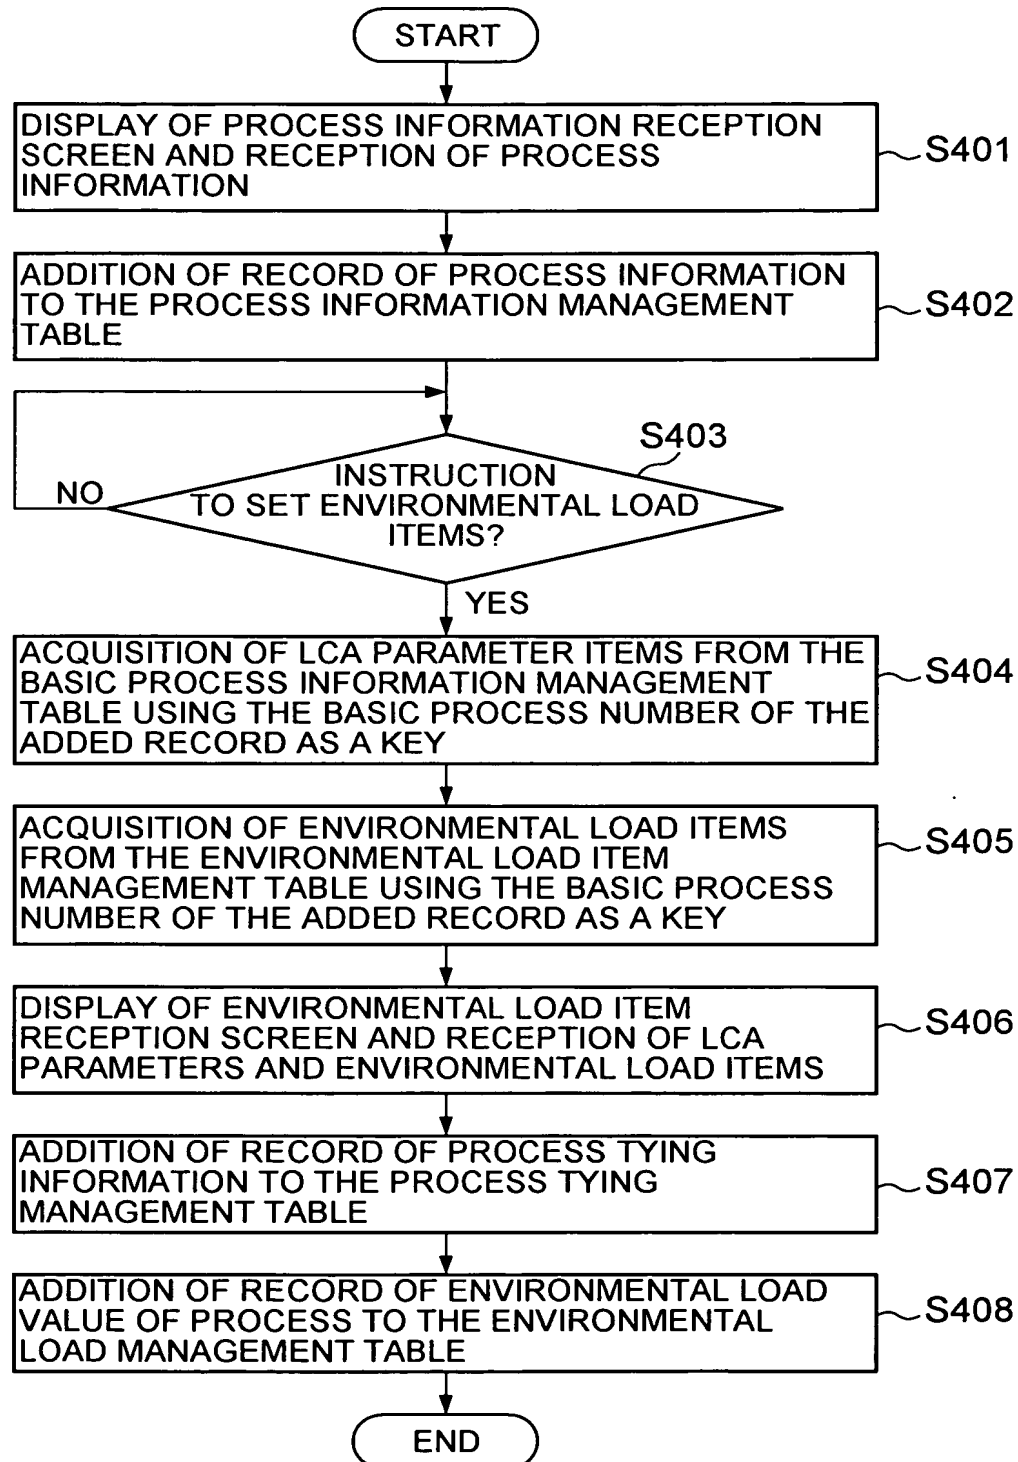 START
DISPLAY OF PROCESS INFORMATION RECEPTION
SCREEN AND RECEPTION OF PROCESS
INFORMATION
S401
ADDITION OF RECORD OF PROCESS INFORMATION
TO THE PROCESS INFORMATION MANAGEMENT
TABLE
S402
S403
INSTRUCTION
TO SET ENVIRONMENTAL LOAD
ITEMS?
NO
YES
ACQUISITION OF LCA PARAMETER ITEMS FROM THE
BASIC PROCESS INFORMATION MANAGEMENT
TABLE USING THE BASIC PROCESS NUMBER OF THE
ADDED RECORD AS A KEY
S404
ACQUISITION OF ENVIRONMENTAL LOAD ITEMS
FROM THE ENVIRONMENTAL LOAD ITEM
MANAGEMENT TABLE USING THE BASIC PROCESS
NUMBER OF THE ADDED RECORD AS A KEY
S405
DISPLAY OF ENVIRONMENTAL LOAD ITEM
RECEPTION SCREEN AND RECEPTION OF LCA
PARAMETERS AND ENVIRONMENTAL LOAD ITEMS
S406
ADDITION OF RECORD OF PROCESS TYING
INFORMATION TO THE PROCESS TYING
MANAGEMENT TABLE
S407
ADDITION OF RECORD OF ENVIRONMENTAL LOAD
VALUE OF PROCESS TO THE ENVIRONMENTAL
LOAD MANAGEMENT TABLE
S408
END